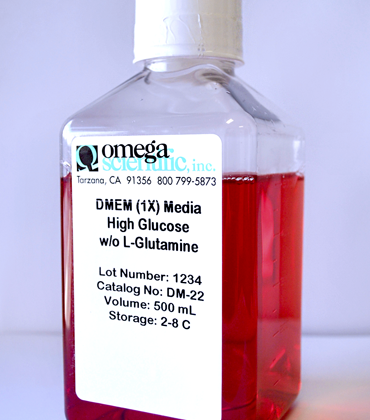 omega
scientific, inc.
Tarzana, CA 91356 800 799-5873
DMEM (1X) Media
High Glucose
w/o L-Glutamine
Lot Number: 1234
Catalog No: DM-22
Volume: 500 mL
Storage: 2-8 C